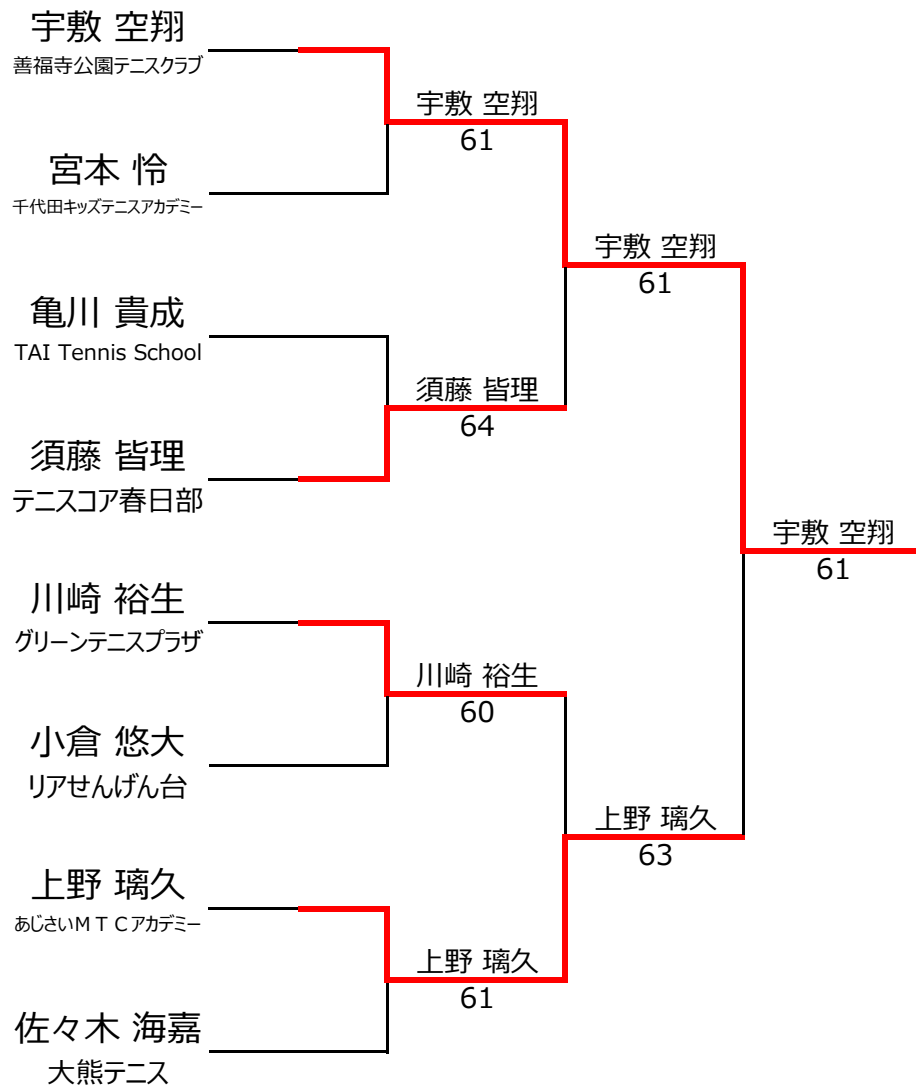 宇敷 空翔
善福寺公園テニスクラブ
宇敷 空翔
61
宮本 怜
千代田キッズテニスアカデミー
宇敷 空翔
61
亀川 貴成
TAI Tennis School
須藤 皆理
64
須藤 皆理
テニスコア春日部
宇敷 空翔
61
川崎 裕生
グリーンテニスプラザ
川崎 裕生
60
小倉 悠大
リアせんげん台
上野 璃久
63
上野 璃久
あじさいＭＴＣアカデミー
上野 璃久
61
佐々木 海嘉
大熊テニス